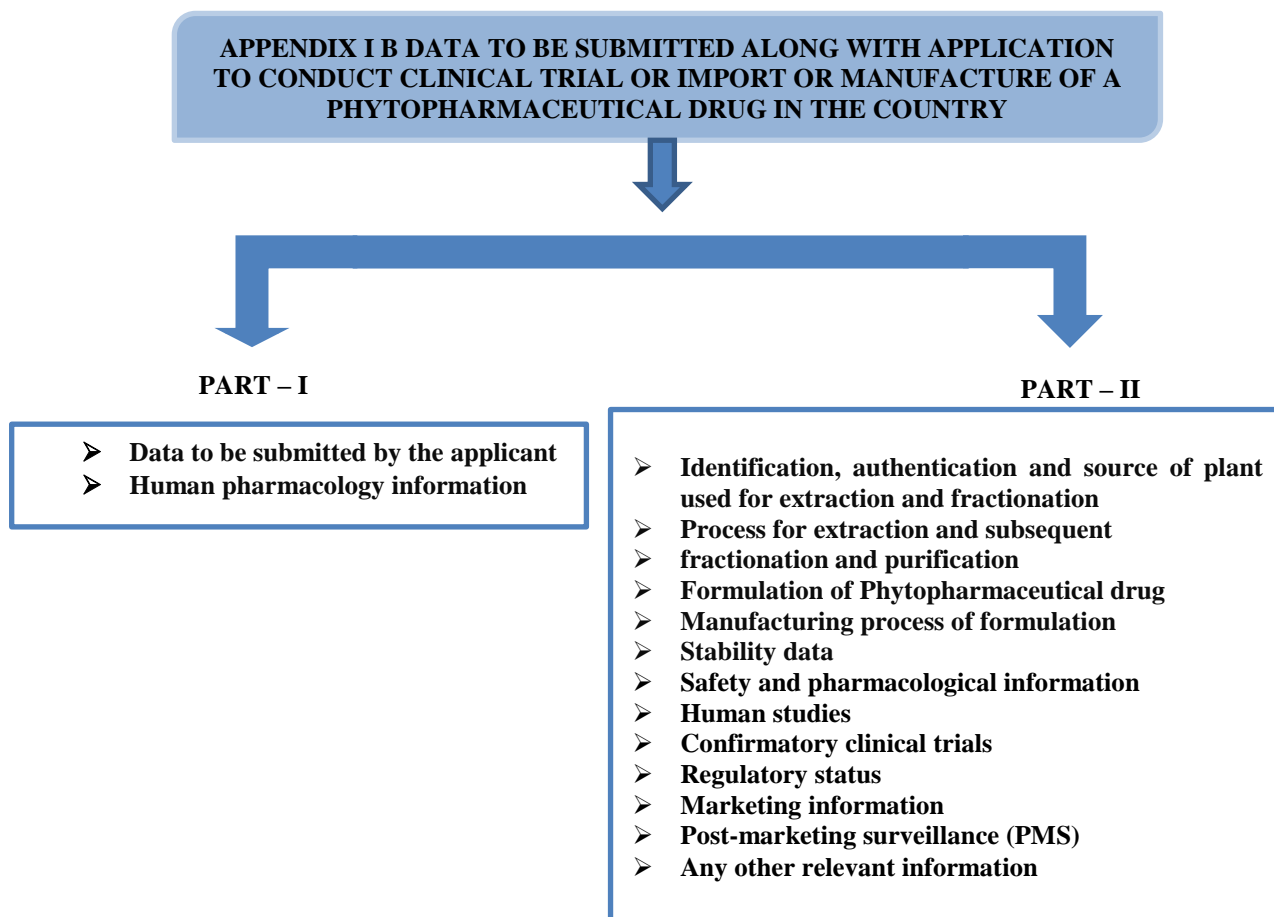 APPENDIX I B DATA TO BE SUBMITTED ALONG WITH APPLICATION
TO CONDUCT CLINICAL TRIAL OR IMPORT OR MANUFACTURE OF A
PHYTOPHARMACEUTICAL DRUG IN THE COUNTRY
PART – I
➢ Data to be submitted by the applicant
➢ Human pharmacology information
PART – II
➢ Identification, authentication and source of plant
used for extraction and fractionation
➢ Process for extraction and subsequent
➢ fractionation and purification
➢ Formulation of Phytopharmaceutical drug
➢ Manufacturing process of formulation
➢ Stability data
➢ Safety and pharmacological information
➢ Human studies
➢ Confirmatory clinical trials
➢ Regulatory status
➢ Marketing information
➢ Post-marketing surveillance (PMS)
➢ Any other relevant information